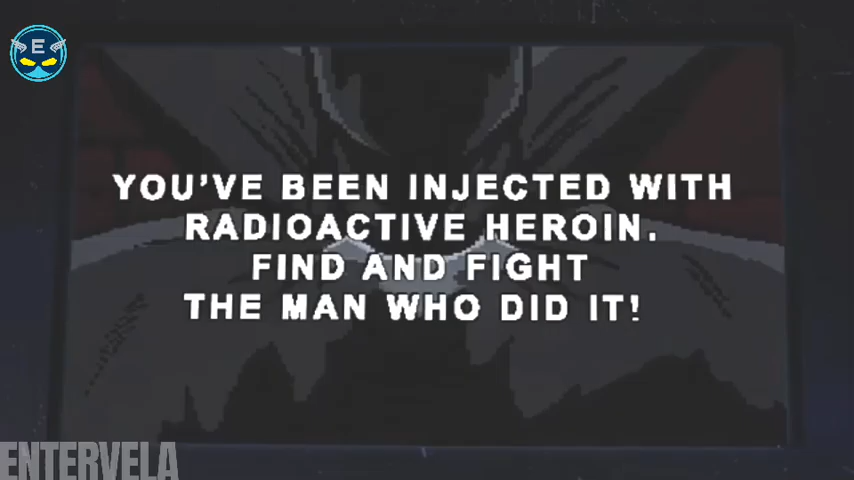 E
YOU'VE BEEN INJECTED WITH
RADIOACTIVE HEROIN.
FIND AND FIGHT
THE MAN WHO DID IT!
ENTERVELA